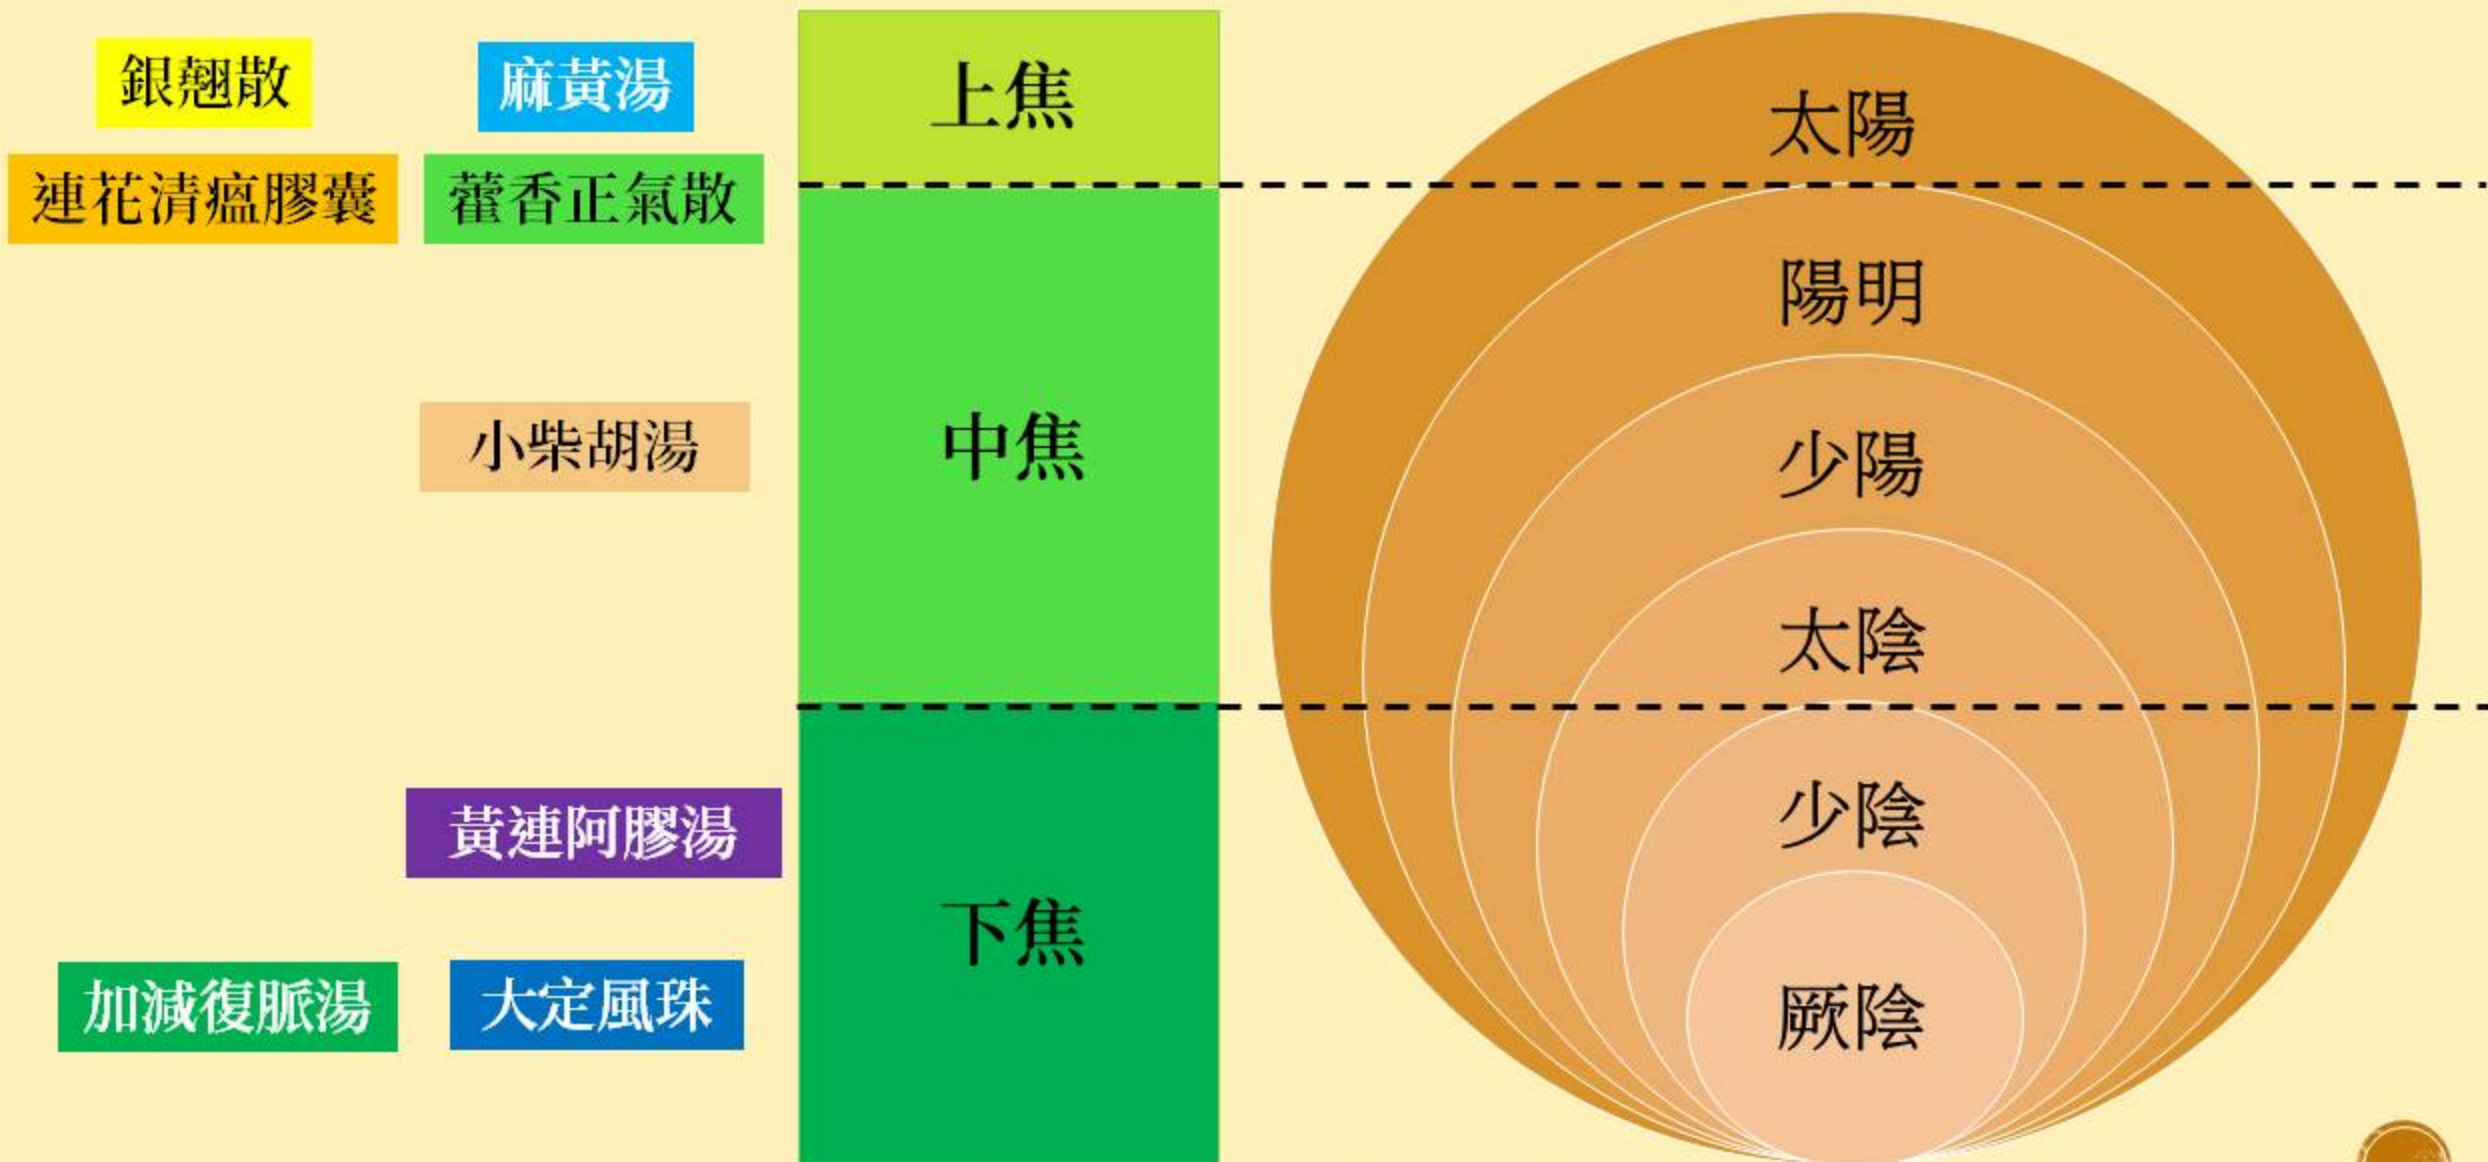 銀翹散
麻黃湯
連花清瘟膠囊
藿香正氣散
小柴胡湯
黃連阿膠湯
加減復脈湯
大定風珠
上焦
中焦
下焦
太陽
陽明
少陽
太陰
少陰
厥陰